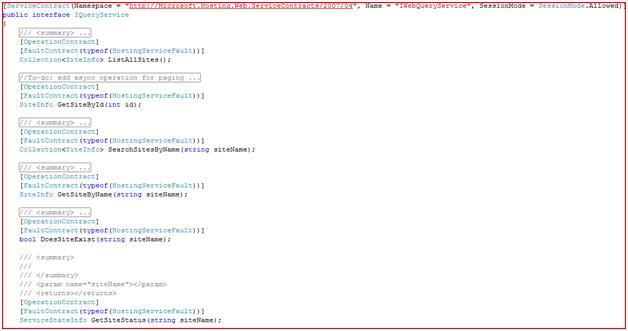 [ServiceContract(Namespace = "http://Microsoft.Hosting.Web.ServiceContracts/2007/04", Name = "IWebQueryService", SessionMode = SessionMode.Allowed)]
public interface IQueryService
{
/// <summary> ...
[OperationContract]
[FaultContract(typeof(HostingServiceFault))]
Collection<SiteInfo> ListAllSites();
//To-do: add async operation for paging ...
[OperationContract]
[FaultContract(typeof(HostingServiceFault))]
SiteInfo GetSiteById(int id);
/// <summary> ...
[OperationContract]
[FaultContract(typeof(HostingServiceFault))]
Collection<SiteInfo> SearchSitesByName(string siteName);
/// <summary> ...
[OperationContract]
[FaultContract(typeof(HostingServiceFault))]
SiteInfo GetSiteByName(string siteName);
/// <summary> ...
[OperationContract]
[FaultContract(typeof(HostingServiceFault))]
bool DoesSiteExist(string siteName);
/// <summary>
///
/// </summary>
/// <param name="siteName"></param>
/// <returns></returns>
[OperationContract]
[FaultContract(typeof(HostingServiceFault))]
ServiceStateInfo GetSiteStatus(string siteName);